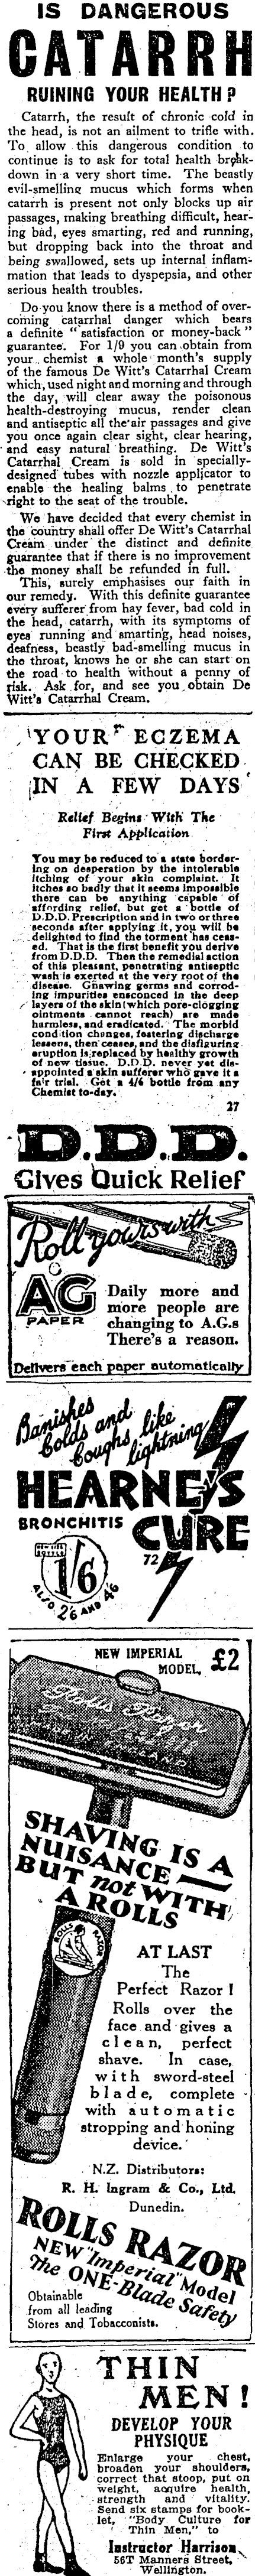 IS DANGEROUS
CATARRH
RUINING YOUR HEALTH?
Catarrh, the result of chronic cold in
the head, is not an ailment to trifle with.
To allow this dangerous condition to
continue is to ask for total health break-
down in a very short time. The beastly
evil-smelling mucus which forms when
catarrh is present not only blocks up air
passages, making breathing difficult, hear-
ing bad, eyes smarting, red and running,
but dropping back into the throat and
being swallowed, sets up internal inflam-
mation that leads to dyspepsia, and other
serious health troubles.
Do you know there is a method of over-
coming catarrhal danger which bears
a definite "satisfaction or money-back"
guarantee. For 1/9 you can obtain from
your chemist a whole month's supply
of the famous De Witt's Catarrhal Cream
which, used night and morning and through
the day, will clear away the poisonous
health-destroying mucus, render clean
and antiseptic all the air passages and give
you once again clear sight, clear hearing,
and easy natural breathing. De Witt's
Catarrhal Cream is sold in specially-
designed tubes with nozzle applicator to
enable the healing balms to penetrate
right to the seat of the trouble.
We have decided that every chemist in
the country shall offer De Witt's Catarrhal
Cream under the distinct and definite
guarantee that if there is no improvement
the money shall be refunded in full.
This, surely emphasises our faith in
our remedy. With this definite guarantee
every sufferer from hay fever, bad cold in
the head, catarrh, with its symptoms of
eyes running and smarting, head noises,
deafness, beastly bad-smelling mucus in
the throat, knows he or she can start on
the road to health without a penny of
risk. Ask for, and see you obtain De
Witt's Catarrhal Cream.
YOUR ECZEMA
CAN BE CHECKED
IN A FEW DAYS
Relief Begins With The
First Application
You may be reduced to a state border-
ing on desperation by the intolerable
itching of your skin complaint. It
itches so badly that it seems impossible
there can be anything capable of
affording relief, but get a bottle of
D.D.D. Prescription and in two or three
seconds after applying it, you will be
delighted to find the torment has ceas-
ed. That is the first benefit you derive
from D.D.D. Then the remedial action
of this pleasant, penetrating antiseptic
wash is exerted at the very root of the
disease. Gnawing germs and corrod-
ing impurities ensconced in the deep
layers of the skin (which pore-clogging
ointments cannot reach) are made
harmless, and eradicated. The morbid
condition changes, festering discharge
lessens, then ceases, and the disfiguring
eruption is replaced by healthy growth
of new tissue. D.D.D. never yet dis-
appointed a skin sufferer who gave it a
fair trial. Get a 4/6 bottle from any
Chemist to-day.
27
D.D.D.
Gives Quick Relief
Roll yours with
AG
PAPER
Daily more and
more people are
changing to A.G.s
There's a reason.
Delivers each paper automatically
Banishes
Colds and
Coughs like
lightning
HEARNE'S
BRONCHITIS
CURE
72
NEW SIZE
BOTTLE
1/6
ALSO 2/6 AND 4/6
NEW IMPERIAL
MODEL,
£2
Rolls Razor
SHAVING IS A
NUISANCE—
BUT not WITH
A ROLLS
ROLLS RAZOR
AT LAST
The
Perfect Razor!
Rolls over the
face and gives a
clean, perfect
shave. In case,
with sword-steel
blade, complete
with automatic
stropping and honing
device.
N.Z. Distributors:
R. H. Ingram & Co., Ltd.
Dunedin.
ROLLS RAZOR
NEW "Imperial" Model
The ONE-Blade Safety
Obtainable
from all leading
Stores and Tobacconists.
THIN
MEN!
DEVELOP YOUR
PHYSIQUE
Enlarge your chest,
broaden your shoulders,
correct that stoop, put on
weight, acquire health,
strength and vitality.
Send six stamps for book-
let, "Body Culture for
Thin Men," to
Instructor Harrison
56T Manners Street,
Wellington.